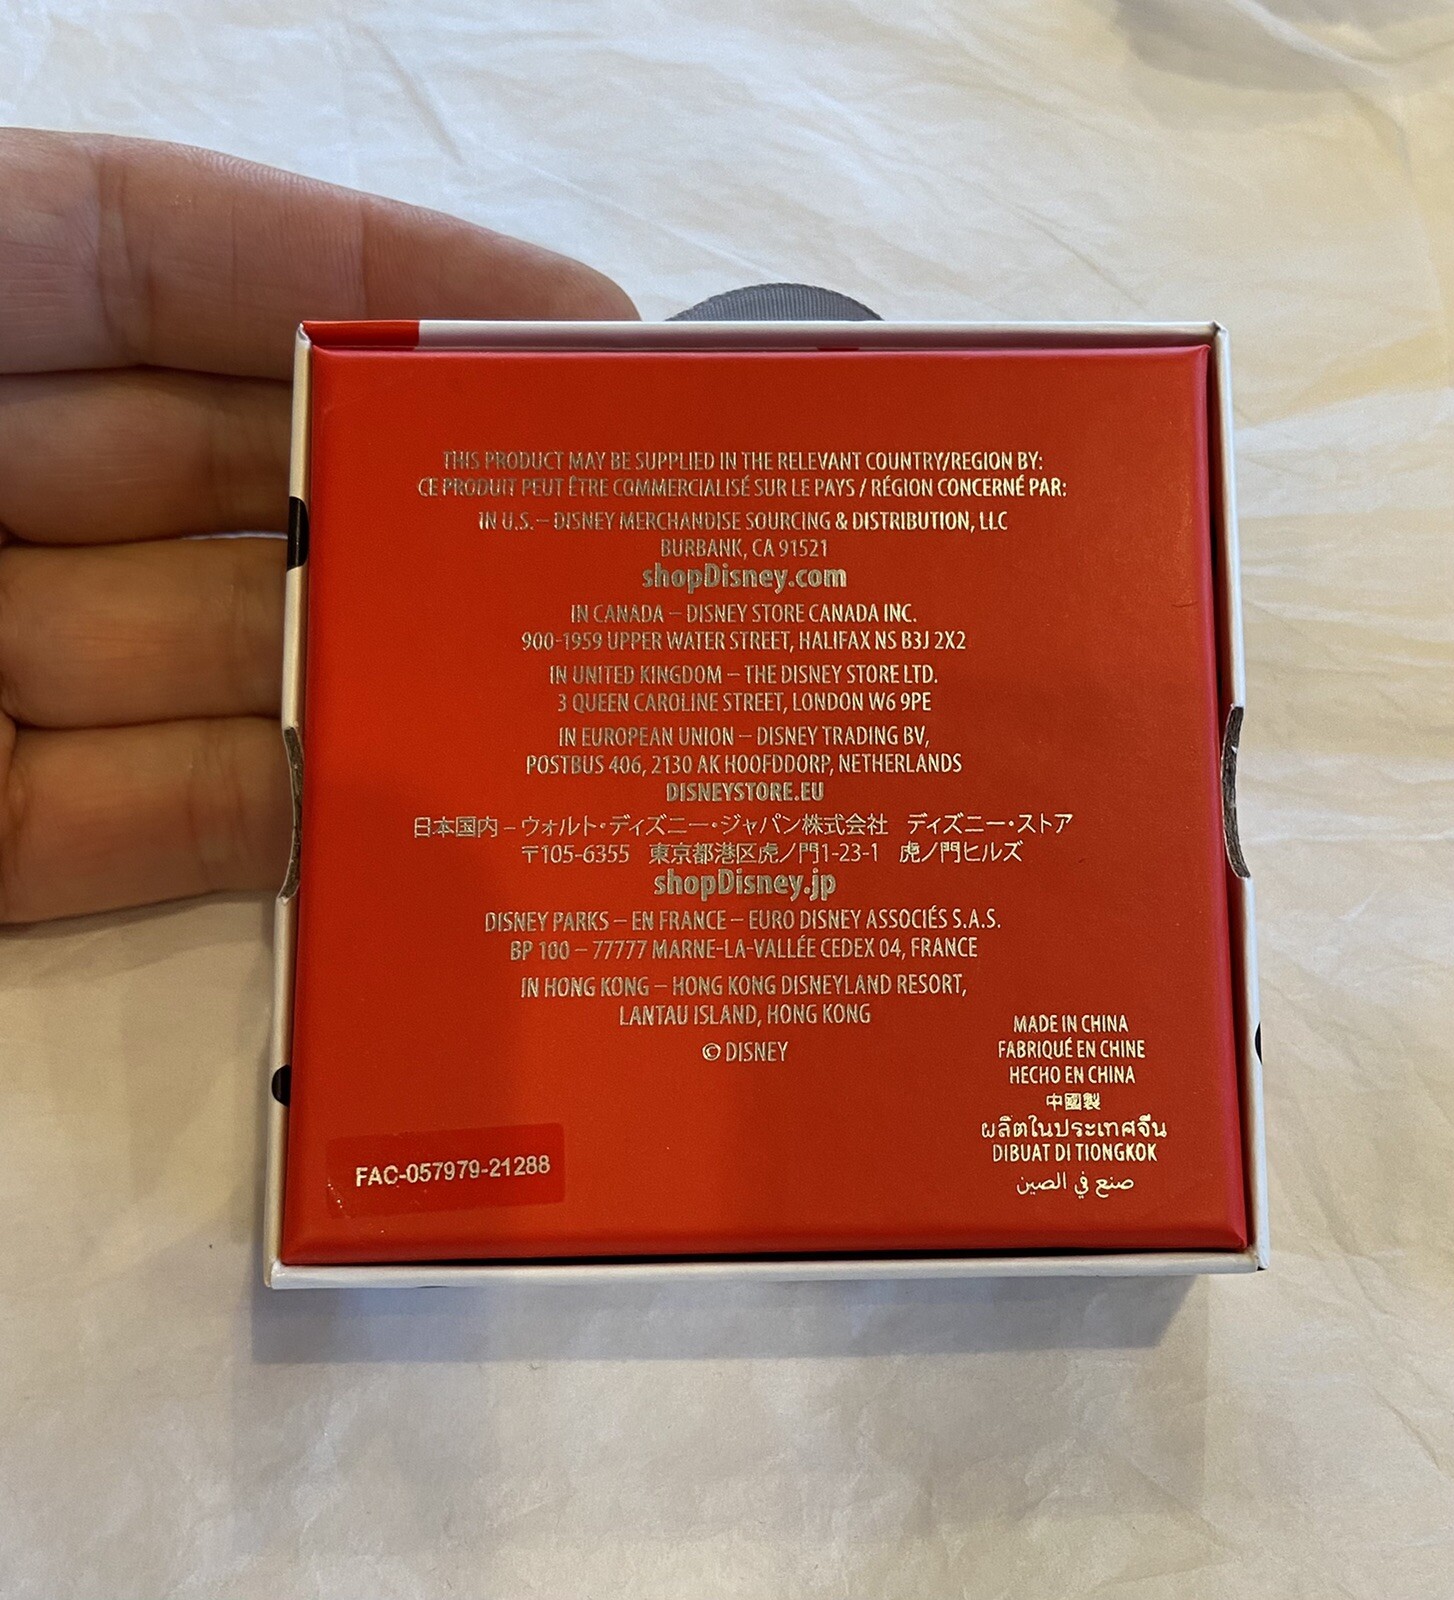 THIS PRODUCT MAY BE SUPPLIED IN THE RELEVANT COUNTRY/REGION BY:
CE PRODUIT PEUT ÊTRE COMMERCIALISÉ SUR LE PAYS / RÉGION CONCERNÉ PAR:
IN U.S. – DISNEY MERCHANDISE SOURCING & DISTRIBUTION, LLC
BURBANK, CA 91521
shopDisney.com
IN CANADA – DISNEY STORE CANADA INC.
900-1959 UPPER WATER STREET, HALIFAX NS B3J 2X2
IN UNITED KINGDOM – THE DISNEY STORE LTD.
3 QUEEN CAROLINE STREET, LONDON W6 9PE
IN EUROPEAN UNION – DISNEY TRADING BV,
POSTBUS 406, 2130 AK HOOFDDORP, NETHERLANDS
DISNEYSTORE.EU
日本国内 – ウォルト・ディズニー・ジャパン株式会社 ディズニー・ストア
〒105-6355 東京都港区虎ノ門1-23-1 虎ノ門ヒルズ
shopDisney.jp
DISNEY PARKS – EN FRANCE – EURO DISNEY ASSOCIÉS S.A.S.
BP 100 – 77777 MARNE-LA-VALLÉE CEDEX 04, FRANCE
IN HONG KONG – HONG KONG DISNEYLAND RESORT,
LANTAU ISLAND, HONG KONG
© DISNEY
MADE IN CHINA
FABRIQUÉ EN CHINE
HECHO EN CHINA
中國製
ผลิตในประเทศจีน
DIBUAT DI TIONGKOK
صنع في الصين
FAC-057979-21288